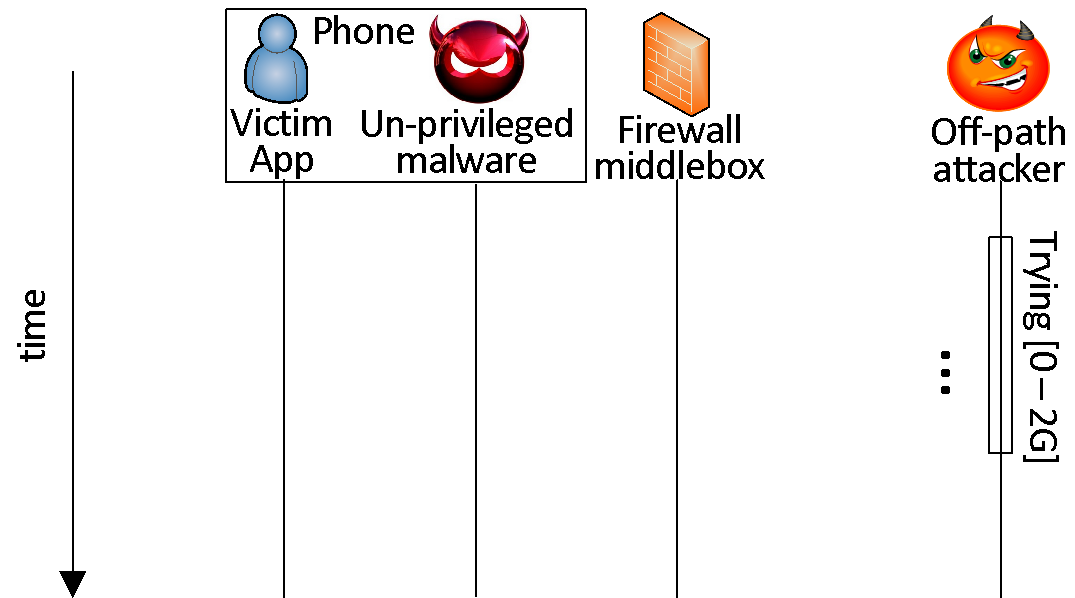 Phone
Victim
App
Un-privileged
malware
Firewall
middlebox
Off-path
attacker
time
...
Trying [0 – 2G]